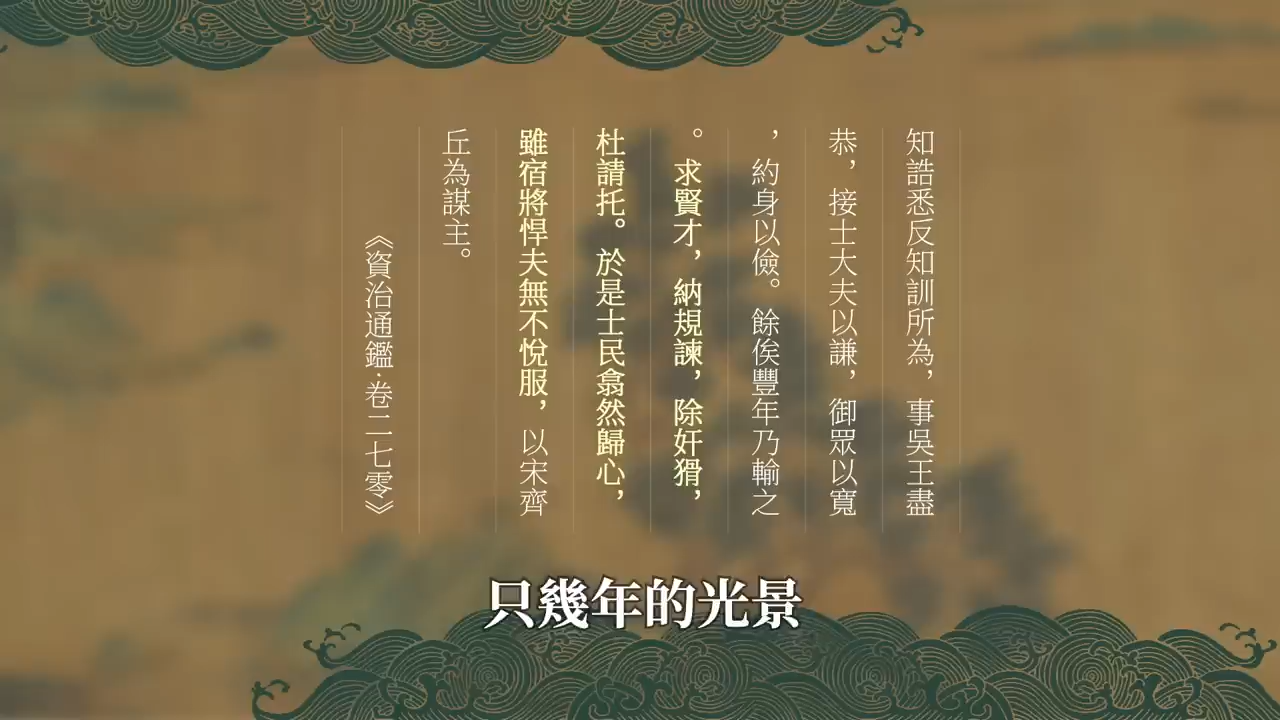 知誥悉反知訓所為，事吳王盡
恭，接士大夫以謙，御眾以寬
，約身以儉。餘俟豐年乃輸之
。求賢才，納規諫，除奸猾，
杜請托。於是士民翕然歸心，
雖宿將悍夫無不悅服，以宋齊
丘為謀主。
《資治通鑑·卷二七零》
只幾年的光景